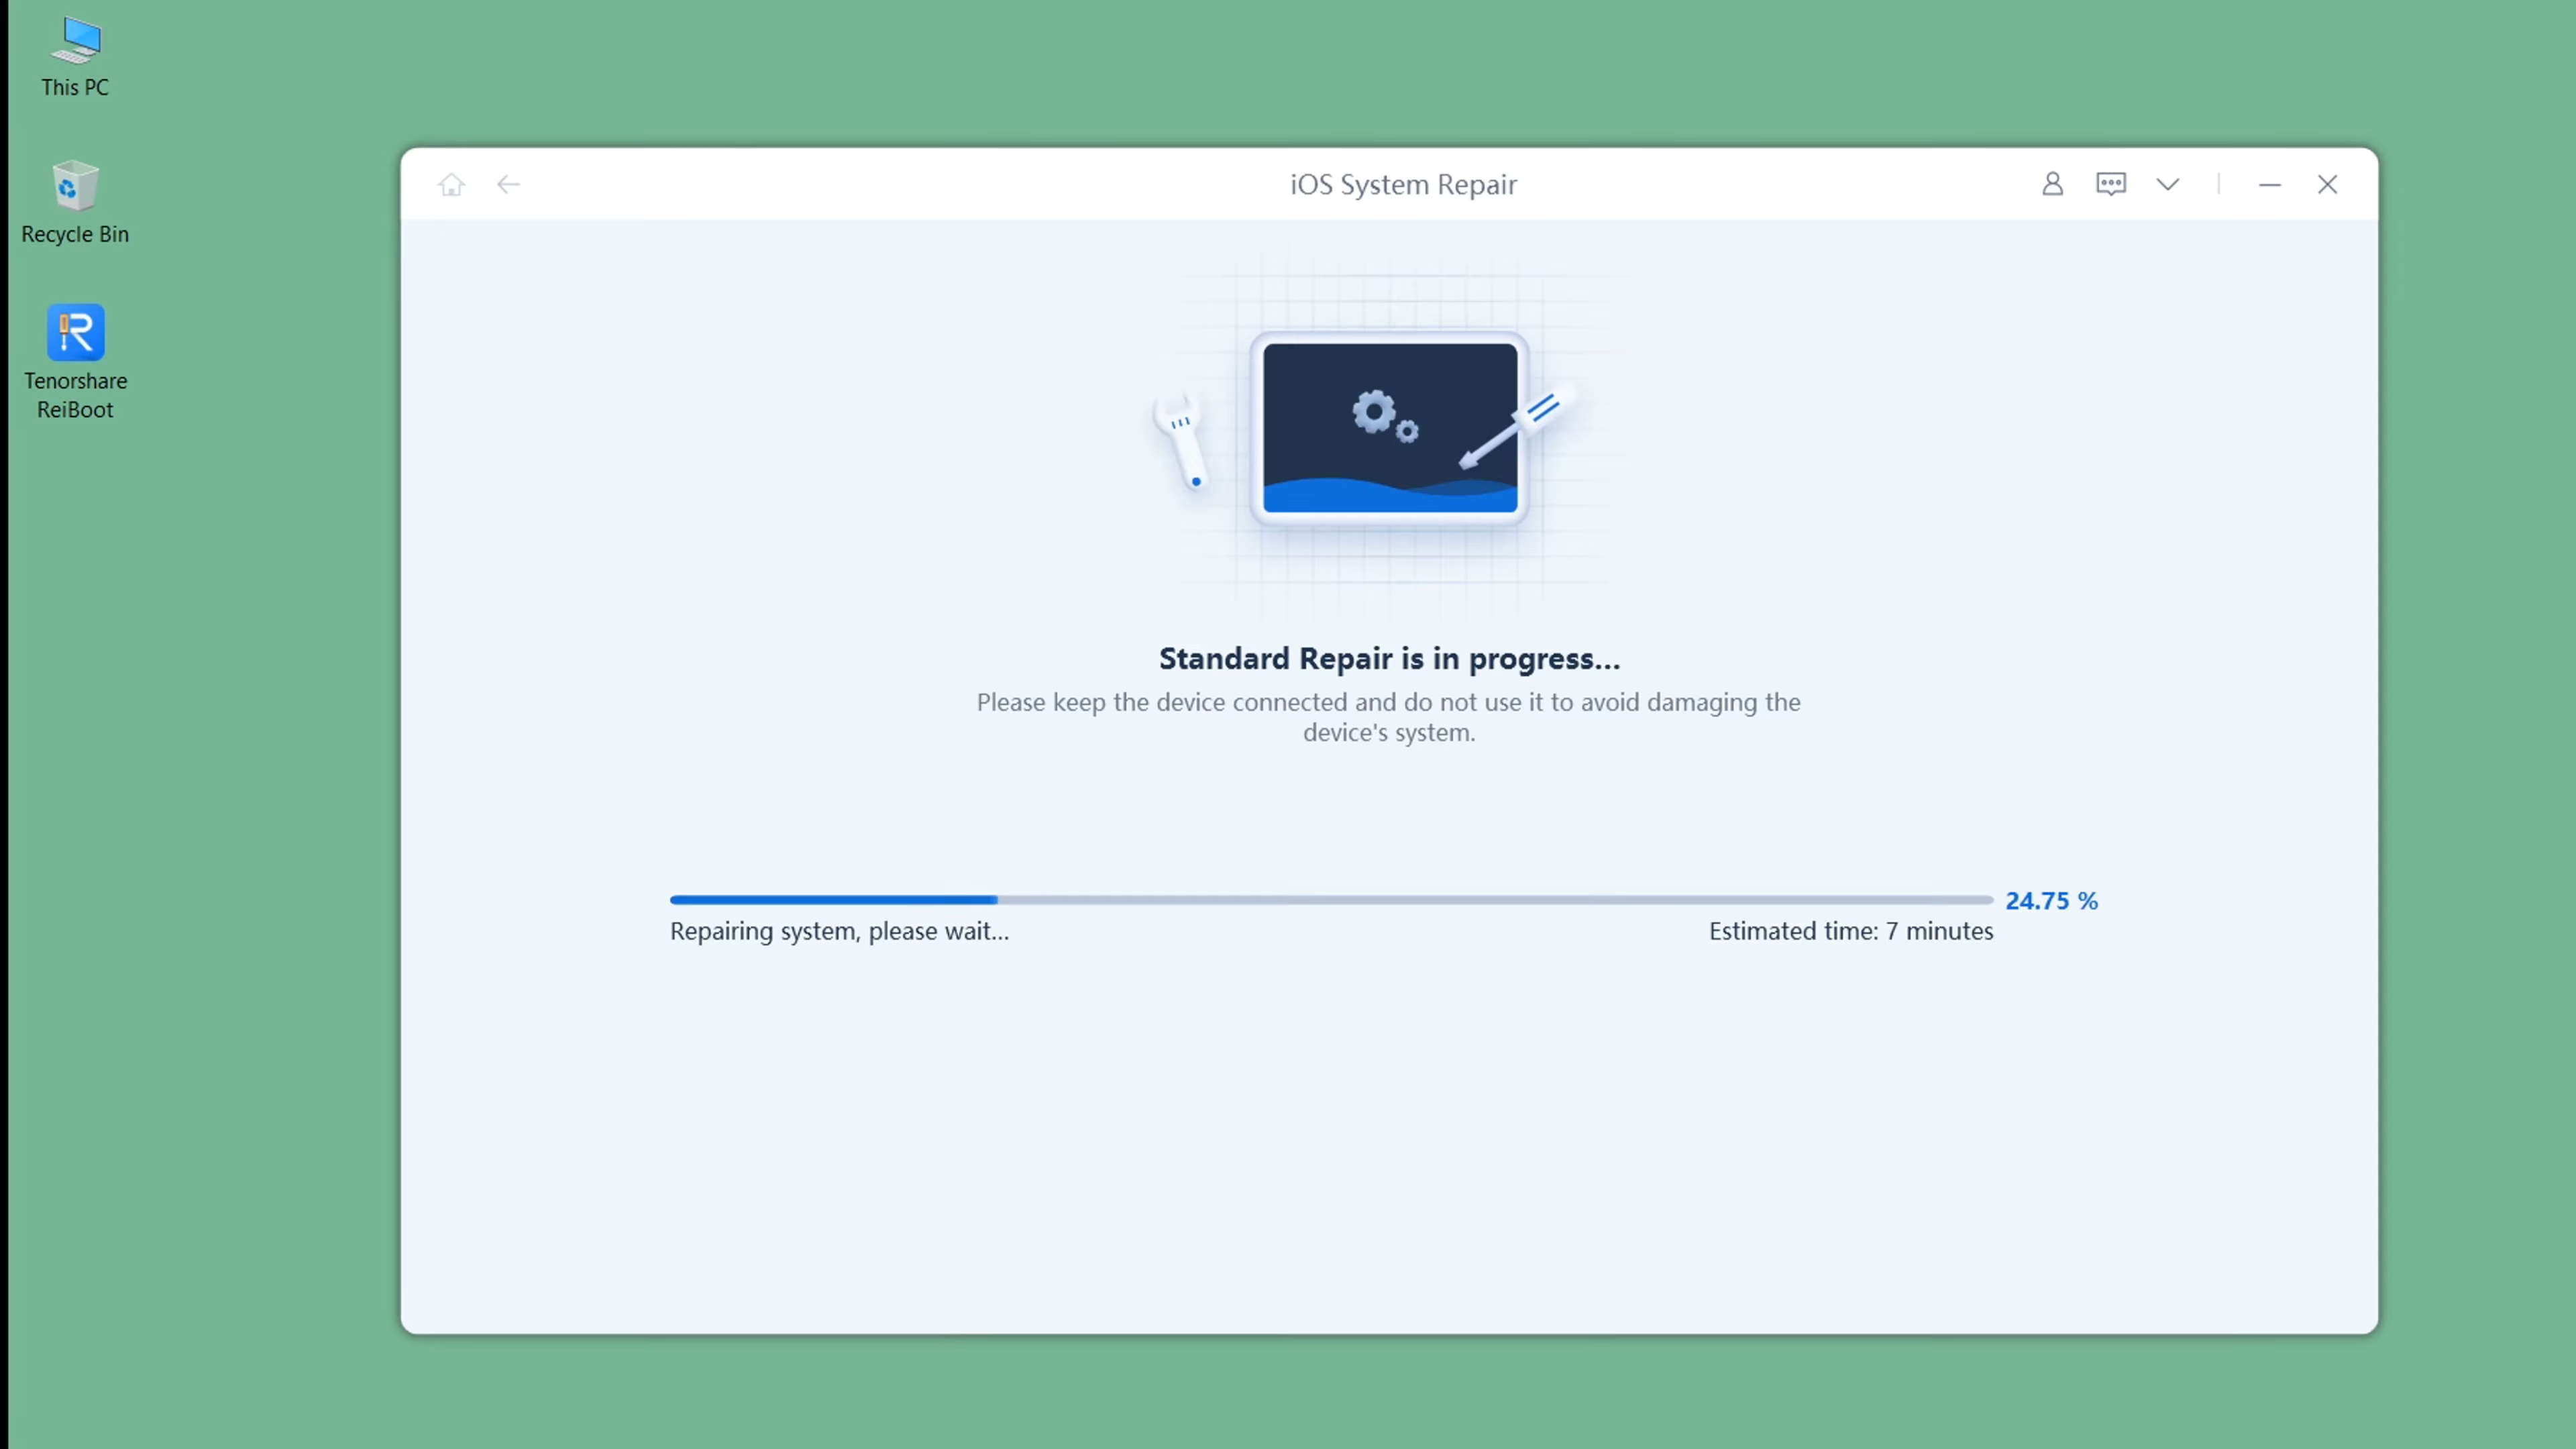 This PC
Recycle Bin
Tenorshare
ReiBoot
iOS System Repair
Standard Repair is in progress...
Please keep the device connected and do not use it to avoid damaging the
device's system.
24.75 %
Repairing system, please wait...
Estimated time: 7 minutes